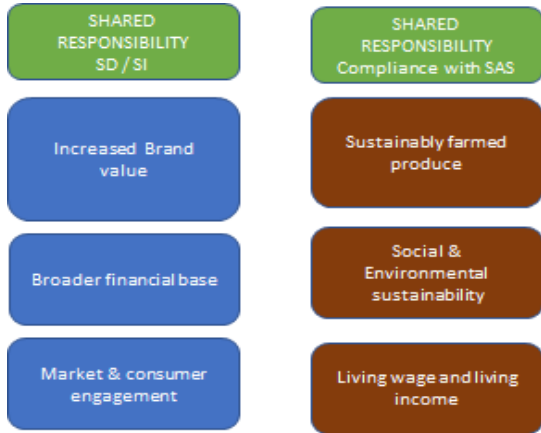 SHARED
RESPONSIBILITY
SD / SI
Increased Brand
value
Broader financial base
Market & consumer
engagement
SHARED
RESPONSIBILITY
Compliance with SAS
Sustainably farmed
produce
Social &
Environmental
sustainability
Living wage and living
income